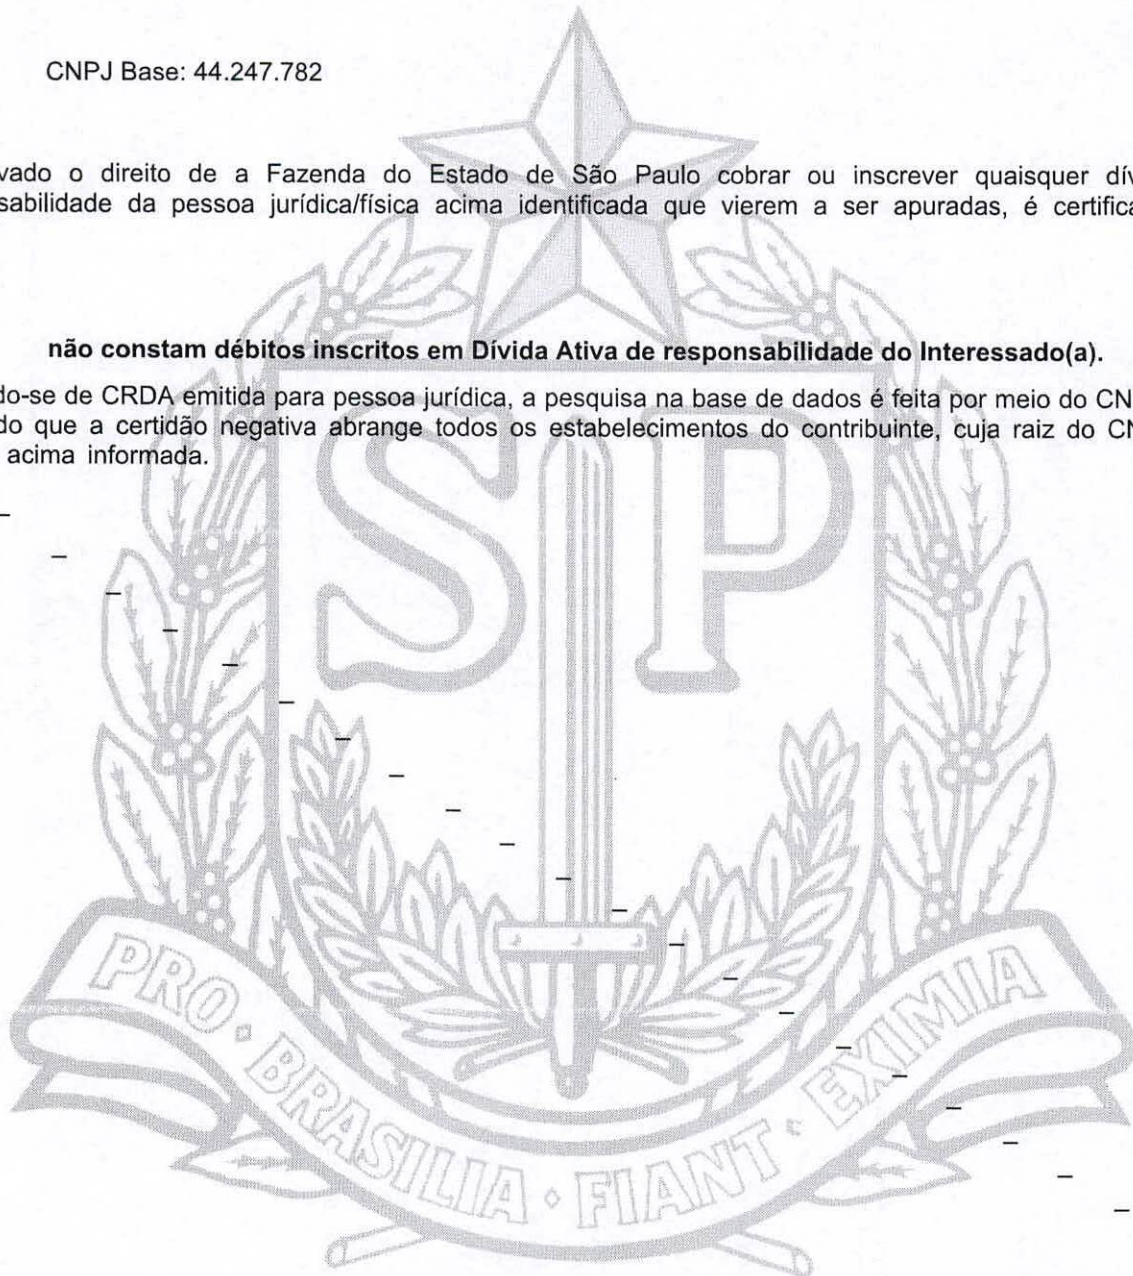 CNPJ Base: 44.247.782
vado o direito de a Fazenda do Estado de São Paulo cobrar ou inscrever quaisquer dív
sabilidade da pessoa jurídica/física acima identificada que vierem a ser apuradas, é certifica
não constam débitos inscritos em Dívida Ativa de responsabilidade do Interessado(a).
do-se de CRDA emitida para pessoa jurídica, a pesquisa na base de dados é feita por meio do CN
do que a certidão negativa abrange todos os estabelecimentos do contribuinte, cuja raiz do CN
acima informada.
SP
PRO · BRASILIA · FIANT · EXIMIA